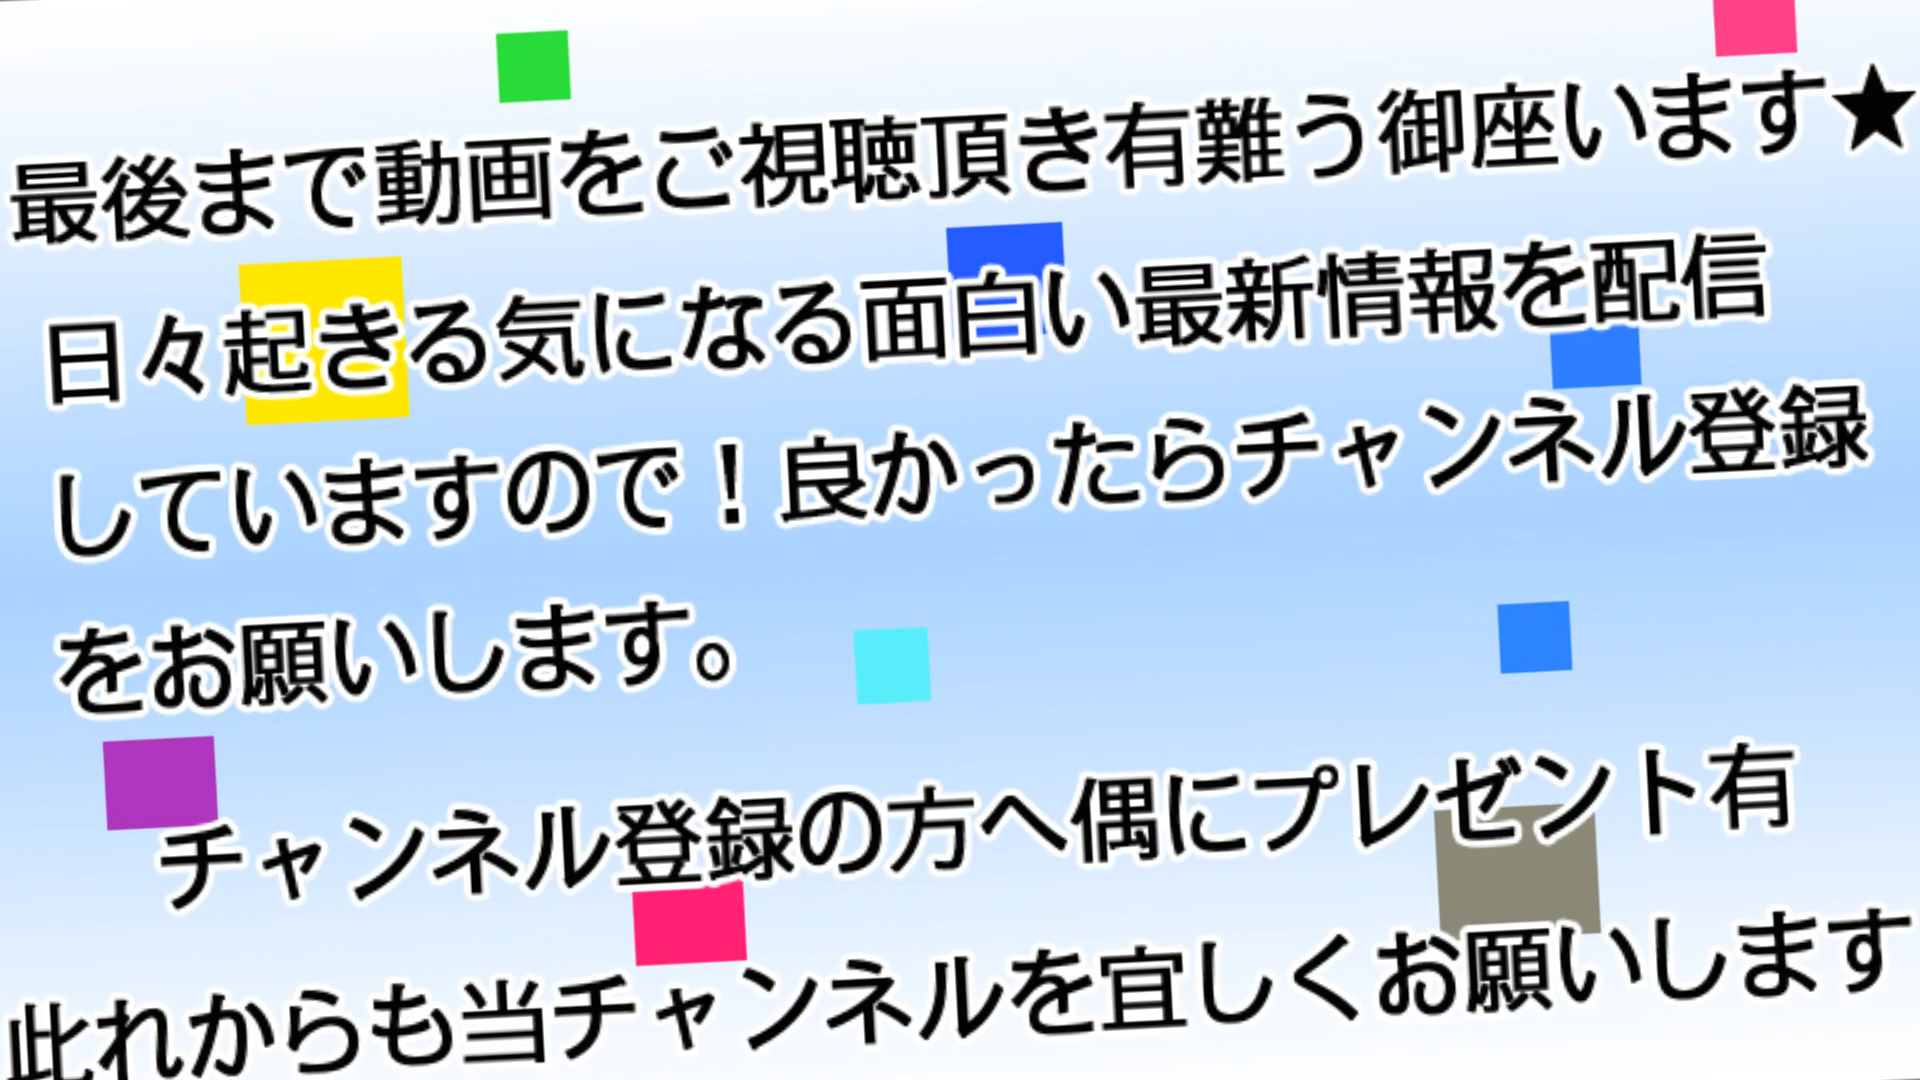 最後まで動画をご視聴頂き有難う御座います★
日々起きる気になる面白い最新情報を配信
していますので！良かったらチャンネル登録
をお願いします。
チャンネル登録の方へ偶にプレゼント有
此れからも当チャンネルを宜しくお願いします